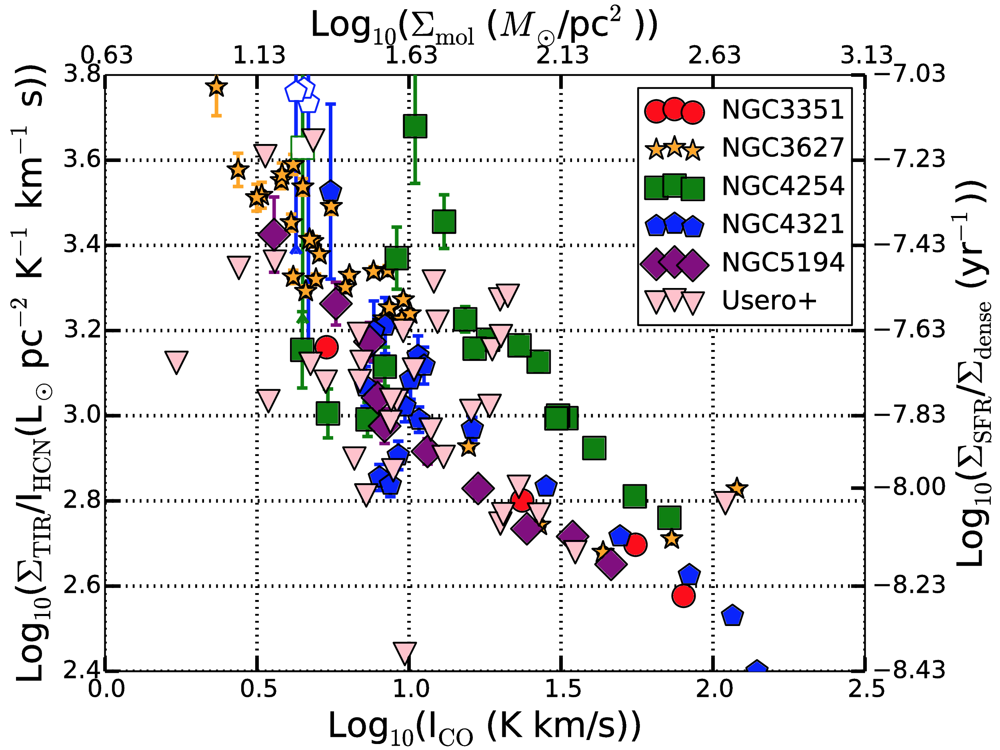 Log₁₀(Σmol (M⊙/pc² ))
0.63 1.13 1.63 2.13 2.63 3.13
Log₁₀(ΣTIR/IHCN(L⊙ pc⁻² K⁻¹ km⁻¹ s))
3.8
3.6
3.4
3.2
3.0
2.8
2.6
2.4
NGC3351
NGC3627
NGC4254
NGC4321
NGC5194
Usero+
−7.03
−7.23
−7.43
−7.63
−7.83
−8.00
−8.23
−8.43
Log₁₀(ΣSFR/Σdense (yr⁻¹ ))
0.0 0.5 1.0 1.5 2.0 2.5
Log₁₀(ICO (K km/s))